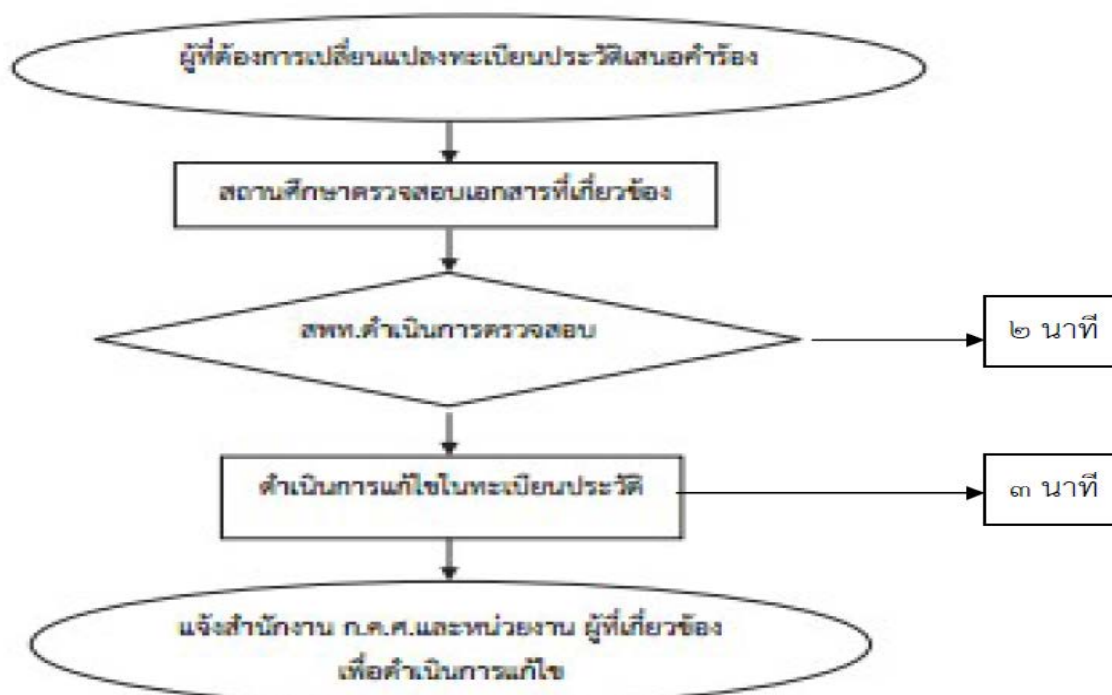 ผู้ที่ต้องการเปลี่ยนแปลงทะเบียนประวัติเสนอคำร้อง
สถานศึกษาตรวจสอบเอกสารที่เกี่ยวข้อง
สพท.ดำเนินการตรวจสอบ
๒ นาที
ดำเนินการแก้ไขในทะเบียนประวัติ
๓ นาที
แจ้งสำนักงาน ก.ค.ศ.และหน่วยงาน ผู้ที่เกี่ยวข้อง
เพื่อดำเนินการแก้ไข